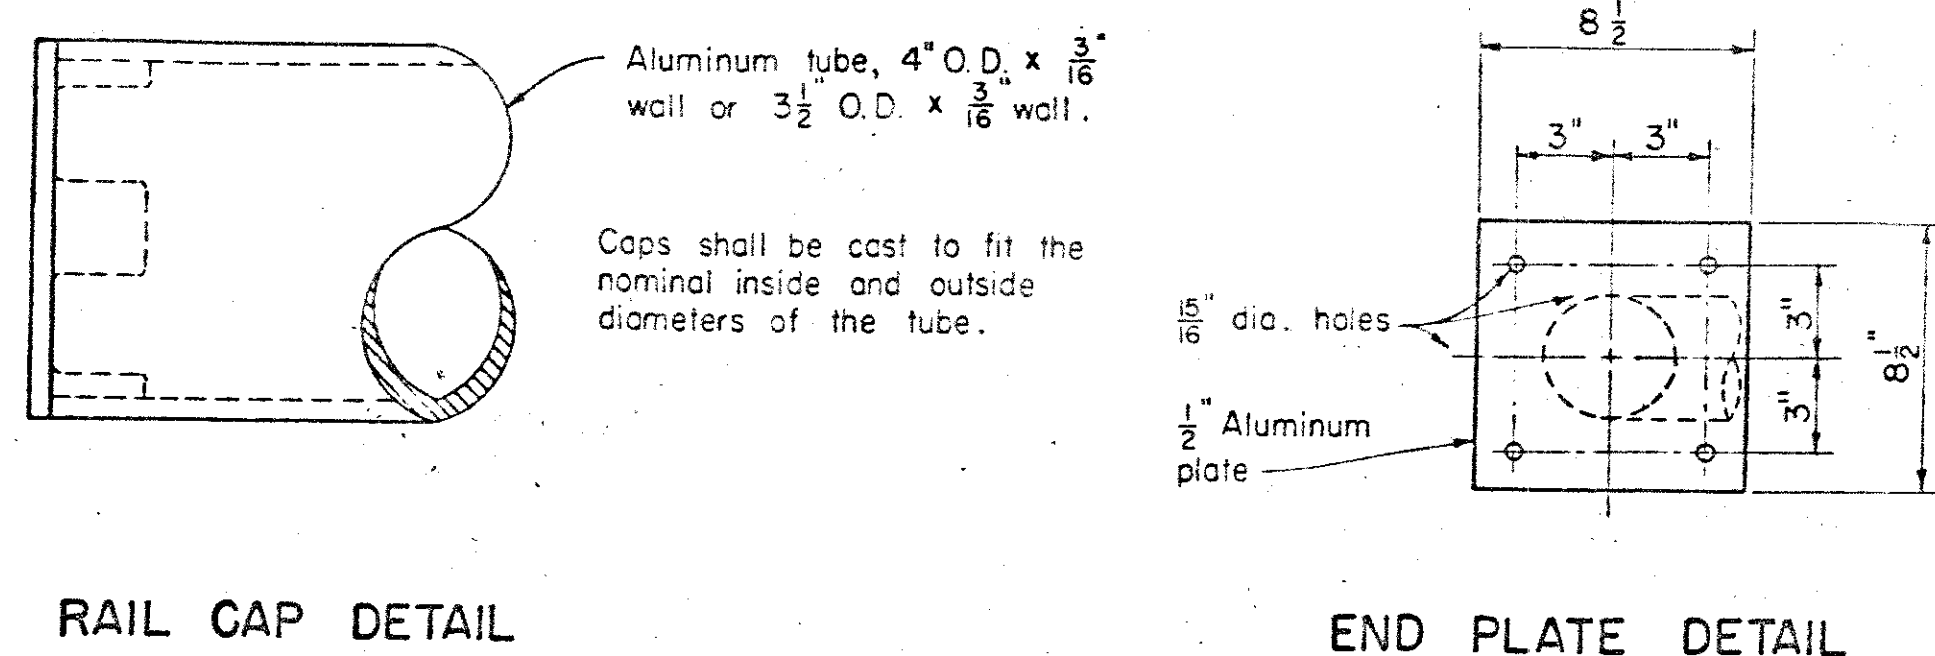 Aluminum tube, 4" O.D. x 3/16"
wall or 3 1/2" O.D. x 3/16" wall.
Caps shall be cast to fit the
nominal inside and outside
diameters of the tube.
RAIL CAP DETAIL
8 1/2
3" 3"
15/16" dia. holes
3"
8 1/2"
3"
1/2" Aluminum
plate
END PLATE DETAIL